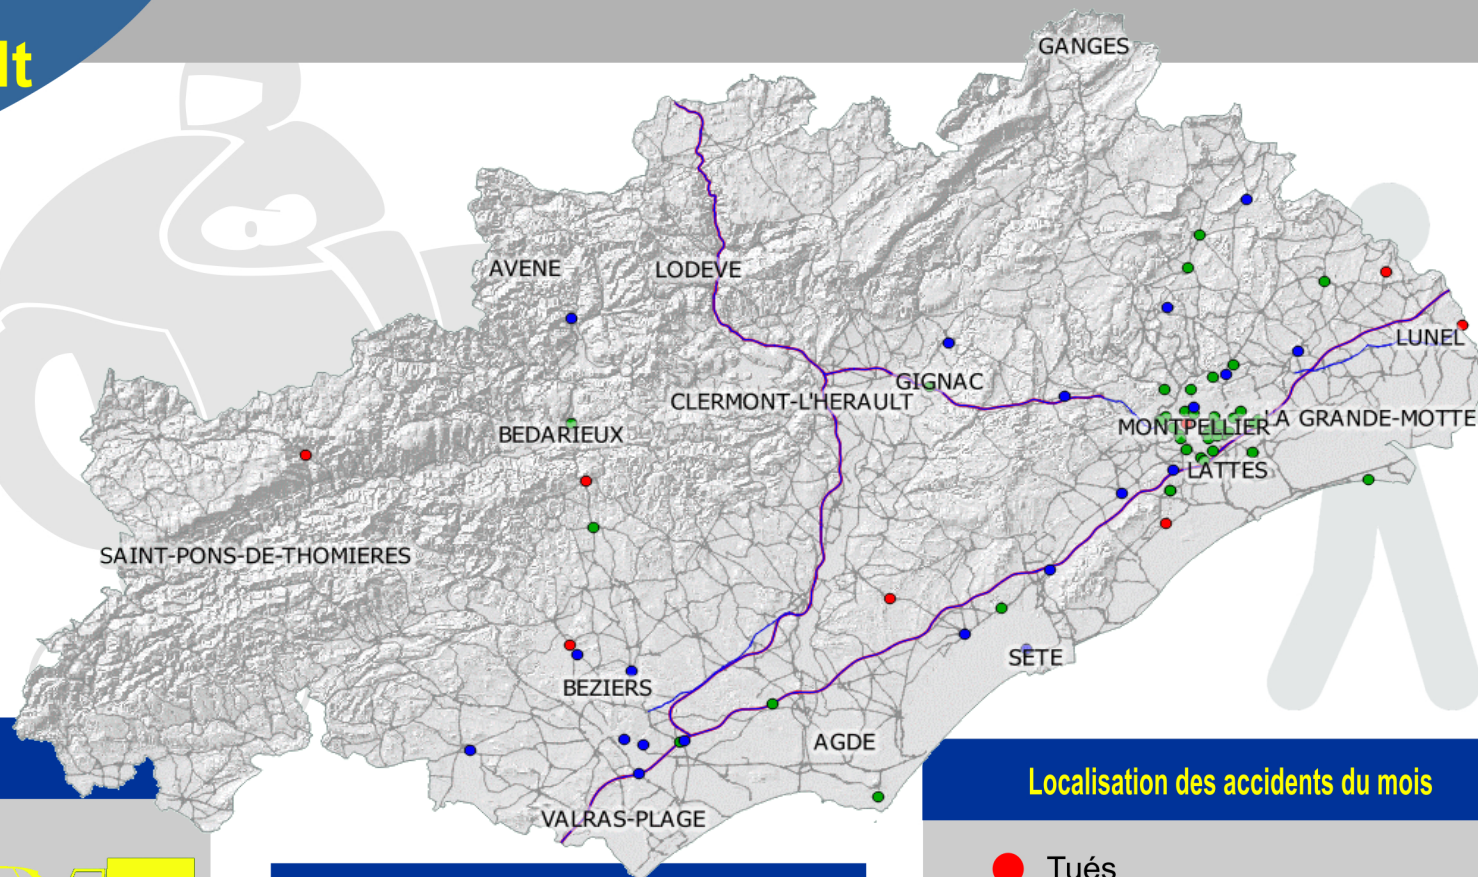 lt
GANGES
AVENE
LODEVE
LUNEL
GIGNAC
CLERMONT-L'HERAULT
BEDARIEUX
MONTPELLIER
LA GRANDE-MOTTE
LATTES
SAINT-PONS-DE-THOMIERES
SETE
BEZIERS
AGDE
VALRAS-PLAGE
Localisation des accidents du mois
Tués